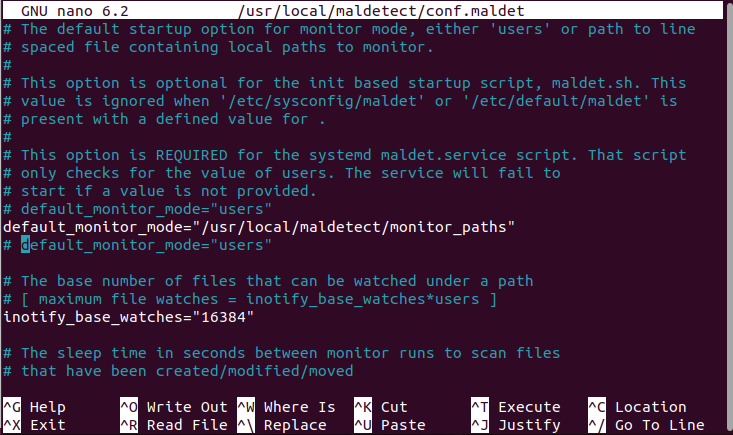 GNU nano 6.2 /usr/local/maldetect/conf.maldet
# The default startup option for monitor mode, either 'users' or path to line
# spaced file containing local paths to monitor.
#
# This option is optional for the init based startup script, maldet.sh. This
# value is ignored when '/etc/sysconfig/maldet' or '/etc/default/maldet' is
# present with a defined value for .
#
# This option is REQUIRED for the systemd maldet.service script. That script
# only checks for the value of users. The service will fail to
# start if a value is not provided.
# default_monitor_mode="users"
default_monitor_mode="/usr/local/maldetect/monitor_paths"
# default_monitor_mode="users"
# The base number of files that can be watched under a path
# [ maximum file watches = inotify_base_watches*users ]
inotify_base_watches="16384"
# The sleep time in seconds between monitor runs to scan files
# that have been created/modified/moved
^G Help ^O Write Out ^W Where Is ^K Cut ^T Execute ^C Location
^X Exit ^R Read File ^\ Replace ^U Paste ^J Justify ^/ Go To Line